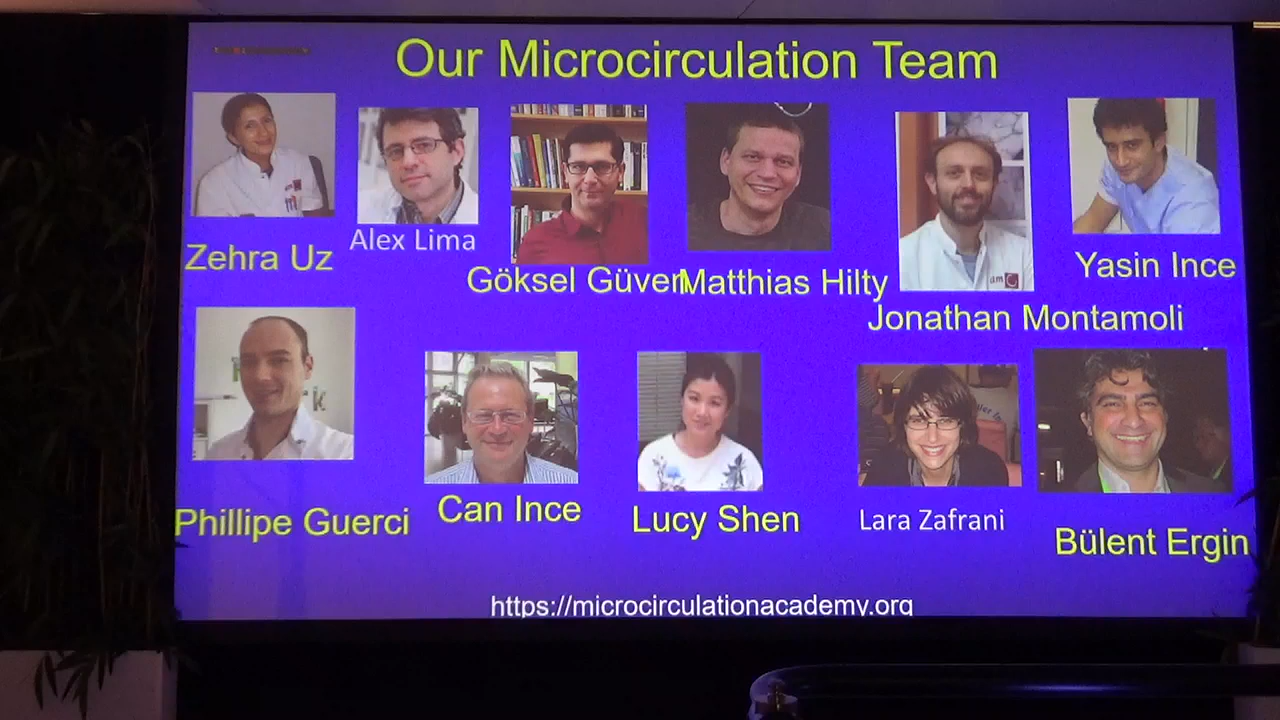 Our Microcirculation Team
Zehra Uz
Alex Lima
Göksel Güven
Matthias Hilty
Jonathan Montamoli
Yasin Ince
Phillipe Guerci
Can Ince
Lucy Shen
Lara Zafrani
Bülent Ergin
https://microcirculationacademy.org